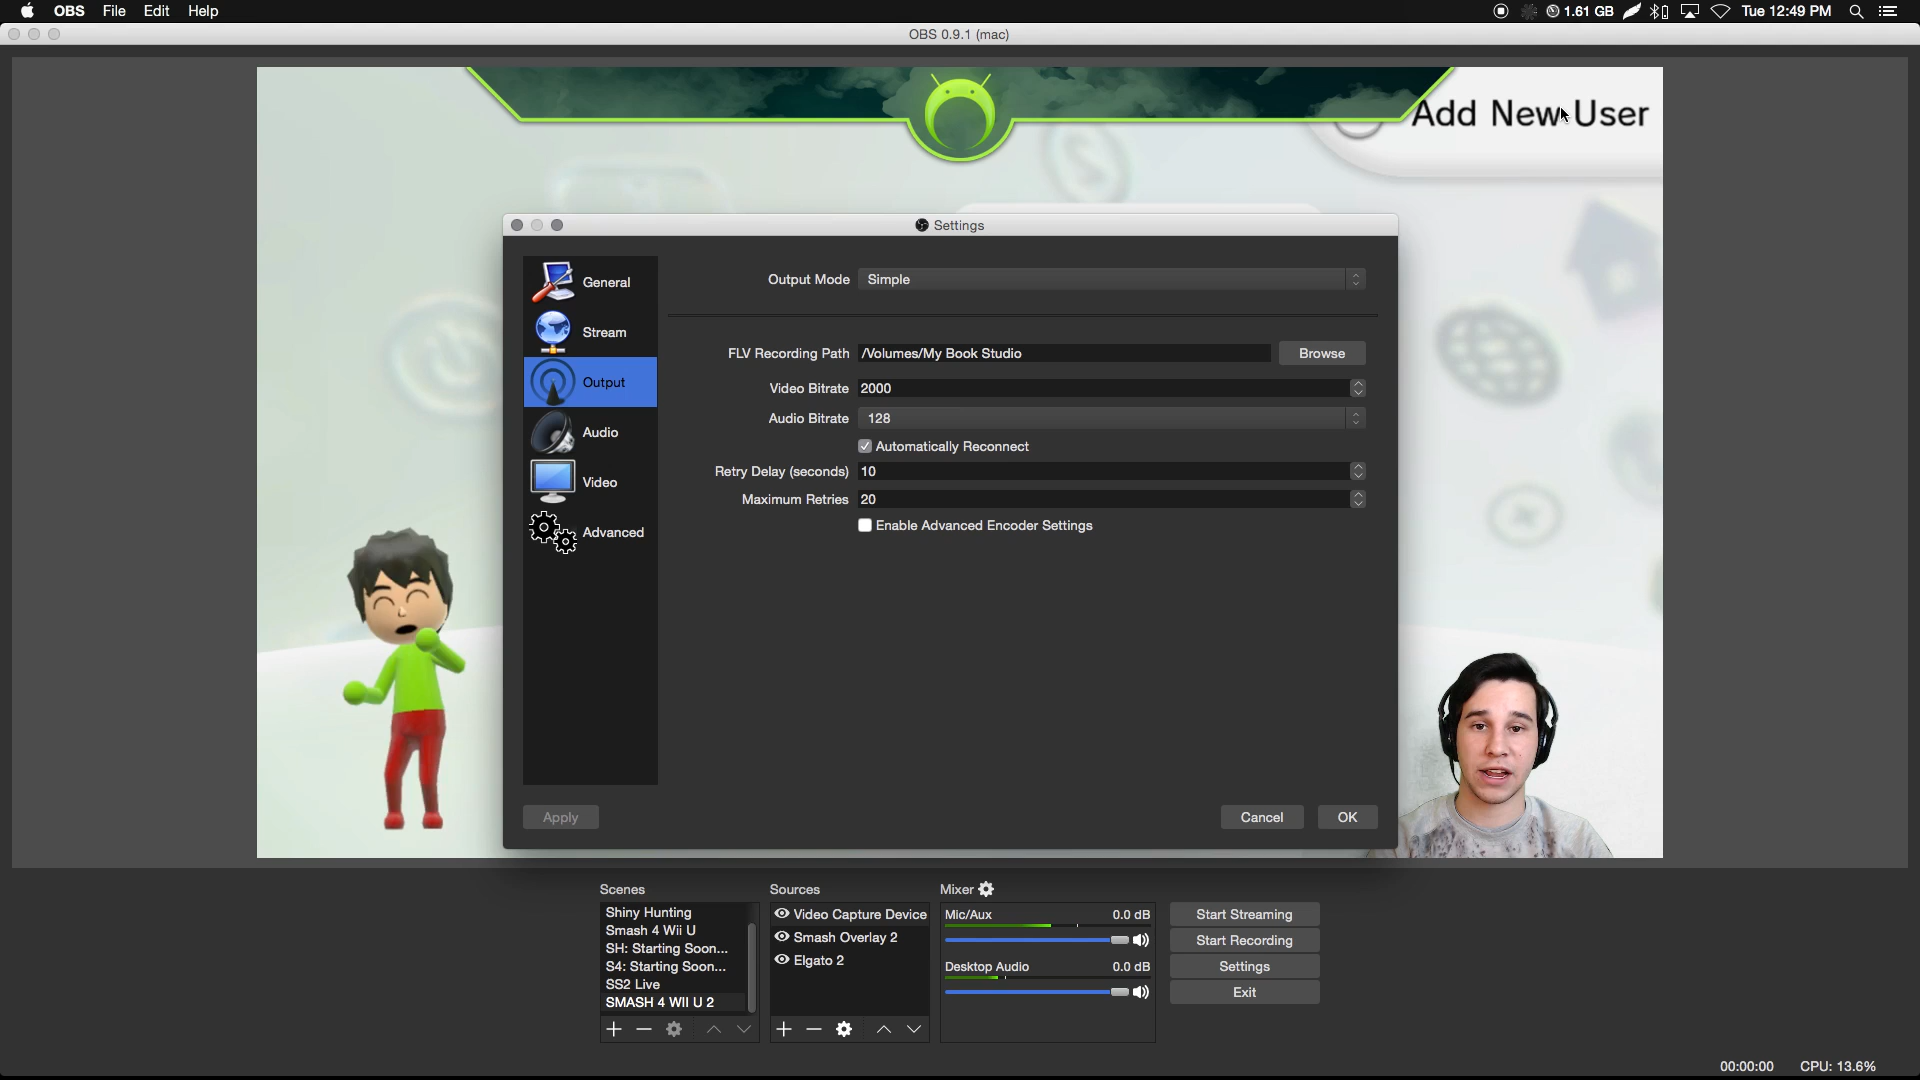 OBS File Edit Help
1.61 GB Tue 12:49 PM
OBS 0.9.1 (mac)
Add New User
Settings
General
Stream
Output
Audio
Video
Advanced
Output Mode Simple
FLV Recording Path /Volumes/My Book Studio Browse
Video Bitrate 2000
Audio Bitrate 128
Automatically Reconnect
Retry Delay (seconds) 10
Maximum Retries 20
Enable Advanced Encoder Settings
Apply Cancel OK
Scenes
Shiny Hunting
Smash 4 Wii U
SH: Starting Soon...
S4: Starting Soon...
SS2 Live
SMASH 4 WII U 2
Sources
Video Capture Device
Smash Overlay 2
Elgato 2
Mixer
Mic/Aux 0.0 dB
Desktop Audio 0.0 dB
Start Streaming
Start Recording
Settings
Exit
00:00:00 CPU: 13.6%